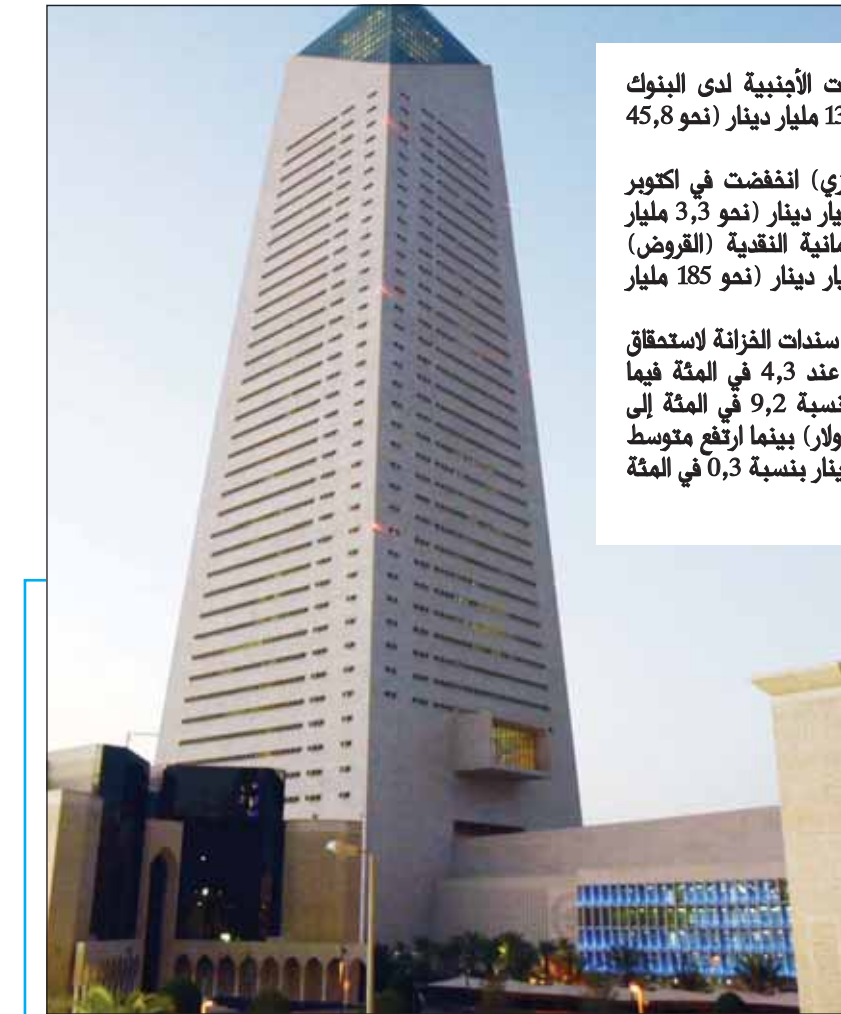 ت الأجنبية لدى البنوك
13 مليار دينار (نحو 45,8
زي) انخفضت في اكتوبر
يار دينار (نحو 3,3 مليار
مانية النقدية (القروض)
يار دينار (نحو 185 مليار
سندات الخزانة لاستحقاق
عند 4,3 في المئة فيما
نسبة 9,2 في المئة إلى
ولار) بينما ارتفع متوسط
ينار بنسبة 0,3 في المئة